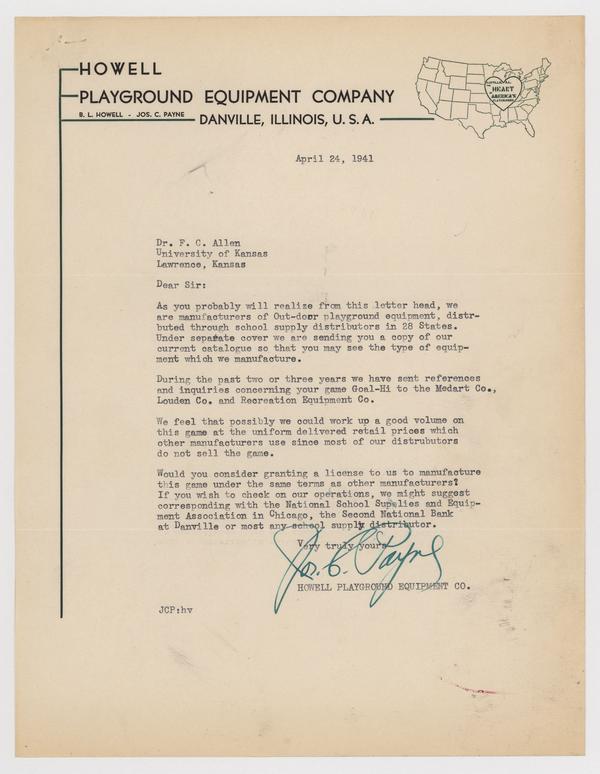 HOWELL
PLAYGROUND EQUIPMENT COMPANY
B. L. HOWELL - JOS. C. PAYNE
DANVILLE, ILLINOIS, U. S. A.
HEART
AMERICA'S
April 24, 1941
Dr. F. C. Allen
University of Kansas
Lawrence, Kansas
Dear Sir:
As you probably will realize from this letter head, we
are manufacturers of Out-door playground equipment, distr-
buted through school supply distributors in 28 States.
Under separate cover we are sending you a copy of our
current catalogue so that you may see the type of equip-
ment which we manufacture.
During the past two or three years we have sent references
and inquiries concerning your game Goal-Hi to the Medart Co.,
Louden Co. and Recreation Equipment Co.
We feel that possibly we could work up a good volume on
this game at the uniform delivered retail prices which
other manufacturers use since most of our distrubutors
do not sell the game.
Would you consider granting a license to us to manufacture
this game under the same terms as other manufacturers?
If you wish to check on our operations, we might suggest
corresponding with the National School Supplies and Equip-
ment Association in Chicago, the Second National Bank
at Danville or most any school supply distributor.
Very truly yours
Jos. C. Payne
HOWELL PLAYGROUND EQUIPMENT CO.
JCP:hv